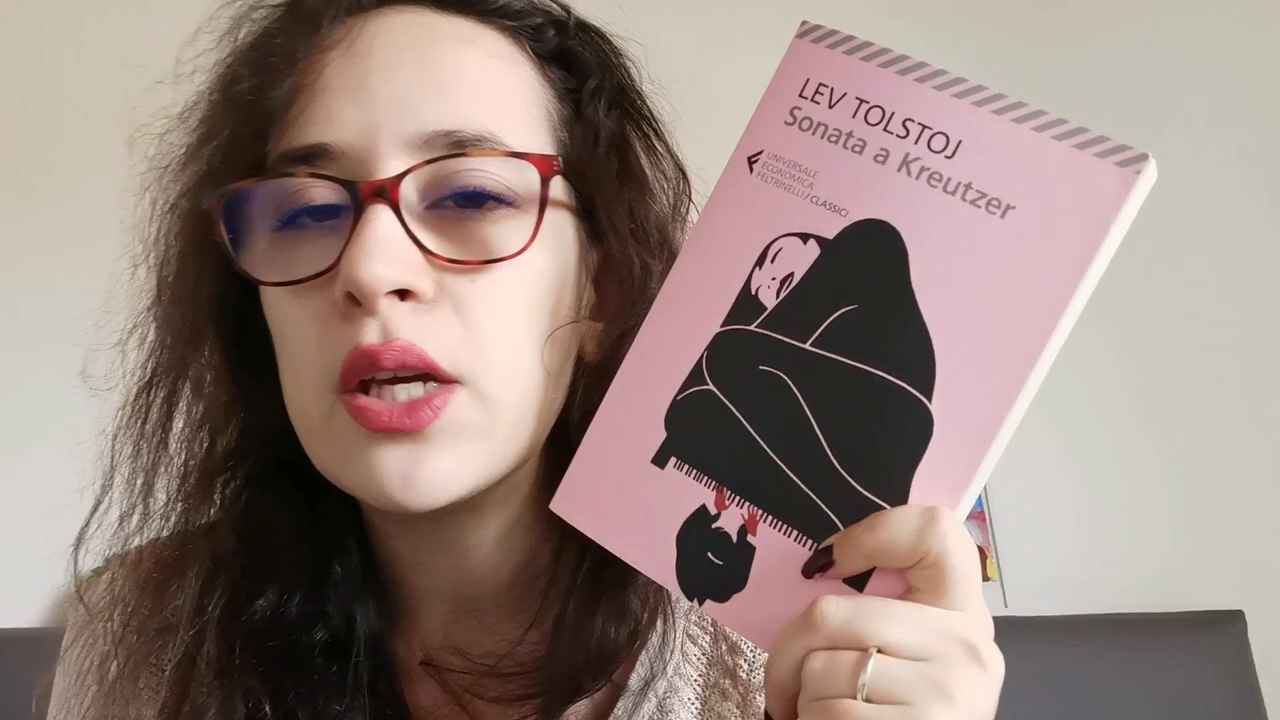 LEV TOLSTOJ
Sonata a Kreutzer
UNIVERSALE
ECONOMICA
FELTRINELLI / CLASSICI